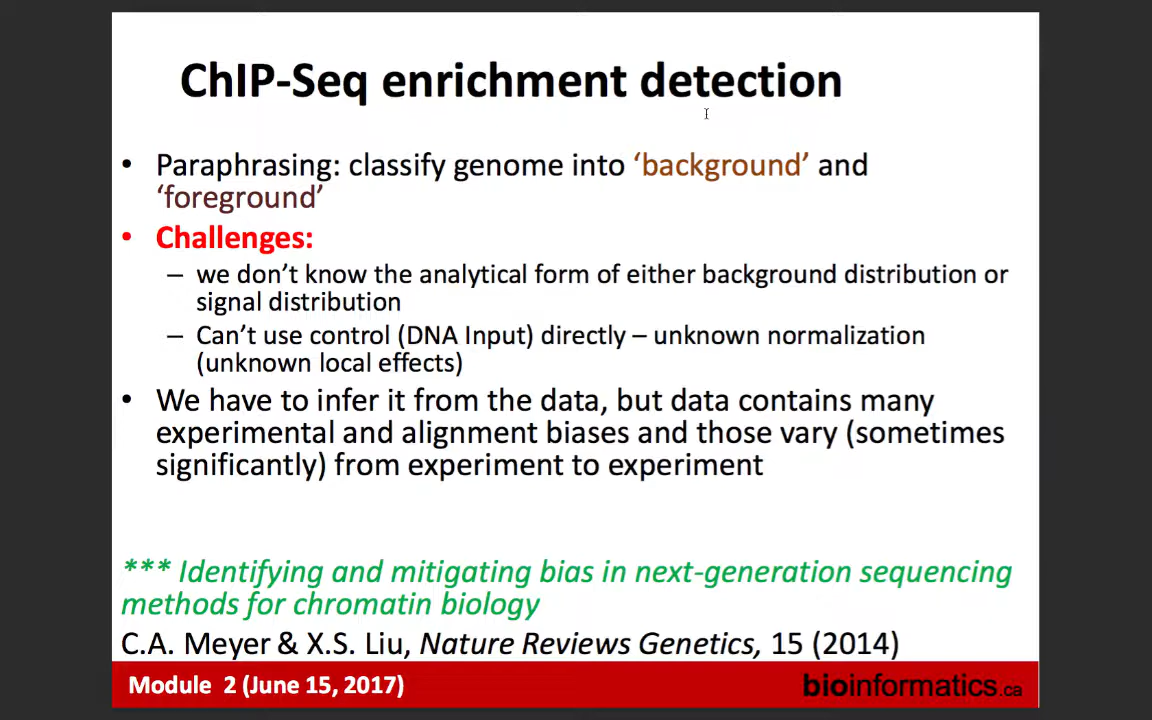 ChIP-Seq enrichment detection
• Paraphrasing: classify genome into ‘background’ and
‘foreground’
• Challenges:
– we don’t know the analytical form of either background distribution or
signal distribution
– Can’t use control (DNA Input) directly – unknown normalization
(unknown local effects)
• We have to infer it from the data, but data contains many
experimental and alignment biases and those vary (sometimes
significantly) from experiment to experiment
*** Identifying and mitigating bias in next-generation sequencing
methods for chromatin biology
C.A. Meyer & X.S. Liu, Nature Reviews Genetics, 15 (2014)
Module 2 (June 15, 2017)
bioinformatics.ca